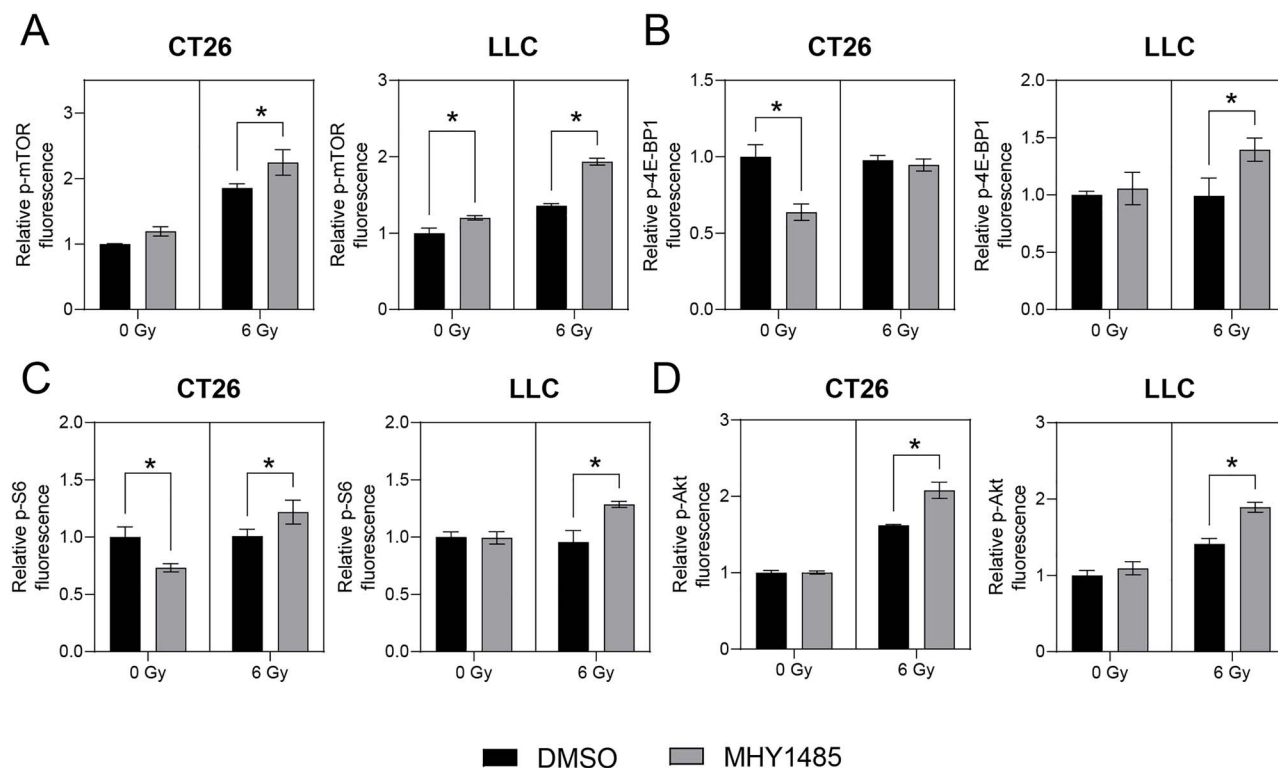 A
CT26
Relative p-mTOR
fluorescence
3
2
1
0
*
0 Gy
6 Gy
LLC
Relative p-mTOR
fluorescence
3
2
1
0
*
*
0 Gy
6 Gy
B
CT26
Relative p-4E-BP1
fluorescence
1.5
1.0
0.5
0.0
*
0 Gy
6 Gy
LLC
Relative p-4E-BP1
fluorescence
2.0
1.5
1.0
0.5
0.0
*
0 Gy
6 Gy
C
CT26
Relative p-S6
fluorescence
2.0
1.5
1.0
0.5
0.0
*
*
0 Gy
6 Gy
LLC
Relative p-S6
fluorescence
2.0
1.5
1.0
0.5
0.0
*
0 Gy
6 Gy
D
CT26
Relative p-Akt
fluorescence
3
2
1
0
*
0 Gy
6 Gy
LLC
Relative p-Akt
fluorescence
3
2
1
0
*
0 Gy
6 Gy
DMSO
MHY1485